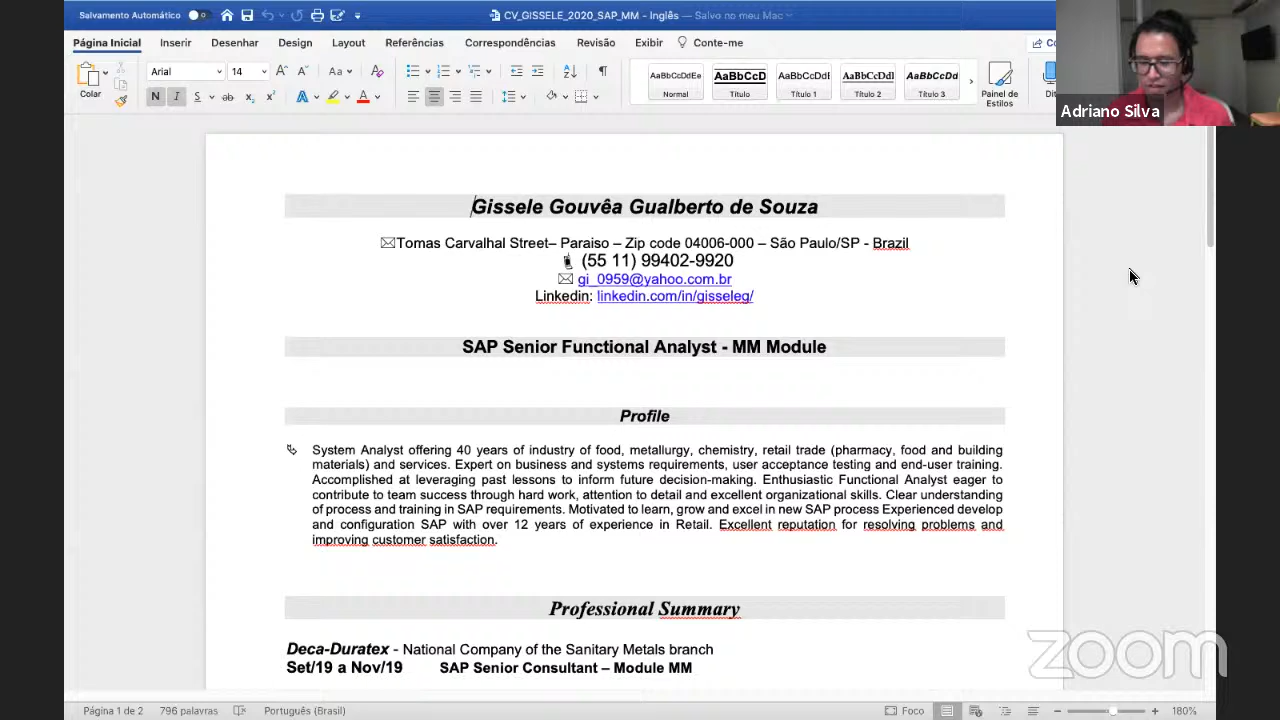 Salvamento Automático
CV_GISSELE_2020_SAP_MM - Inglês — Salvo no meu Mac
Página Inicial Inserir Desenhar Design Layout Referências Correspondências Revisão Exibir Conte-me
Colar
Arial 14
AaBbCcDdEe AaBbCcD AaBbCcDdE AaBbCcDdI AaBbCcDd
Normal Título Título 1 Título 2 Título 3
Painel de
Estilos
Adriano Silva
Gissele Gouvêa Gualberto de Souza
Tomas Carvalhal Street– Paraiso – Zip code 04006-000 – São Paulo/SP - Brazil
(55 11) 99402-9920
gi_0959@yahoo.com.br
Linkedin: linkedin.com/in/gisseleg/
SAP Senior Functional Analyst - MM Module
Profile
System Analyst offering 40 years of industry of food, metallurgy, chemistry, retail trade (pharmacy, food and building
materials) and services. Expert on business and systems requirements, user acceptance testing and end-user training.
Accomplished at leveraging past lessons to inform future decision-making. Enthusiastic Functional Analyst eager to
contribute to team success through hard work, attention to detail and excellent organizational skills. Clear understanding
of process and training in SAP requirements. Motivated to learn, grow and excel in new SAP process Experienced develop
and configuration SAP with over 12 years of experience in Retail. Excellent reputation for resolving problems and
improving customer satisfaction.
Professional Summary
Deca-Duratex - National Company of the Sanitary Metals branch
Set/19 a Nov/19 SAP Senior Consultant – Module MM
zoom
Página 1 de 2 796 palavras Português (Brasil) Foco 180%